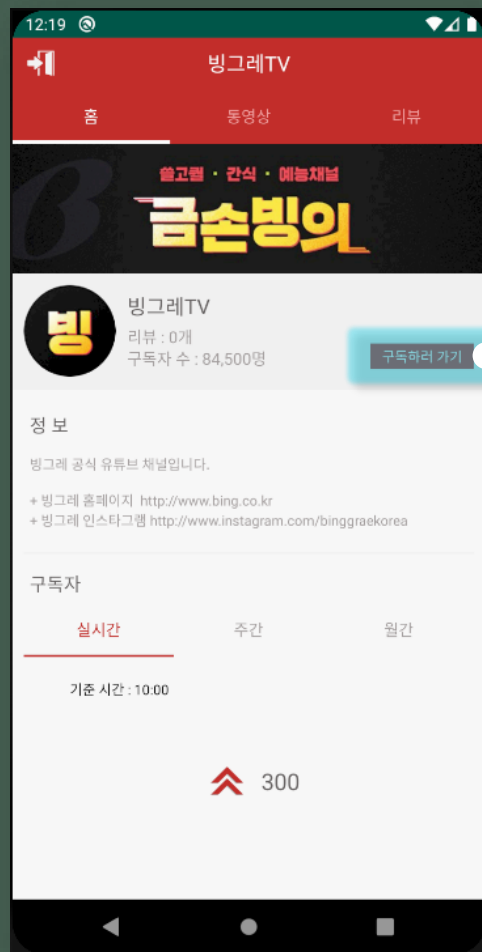 12:19
빙그레TV
홈 동영상 리뷰
쓸고퀄 · 간식 · 예능채널
금손빙의
빙
빙그레TV
리뷰 : 0개
구독자 수 : 84,500명
구독하러 가기
정 보
빙그레 공식 유튜브 채널입니다.
+ 빙그레 홈페이지 http://www.bing.co.kr
+ 빙그레 인스타그램 http://www.instagram.com/binggraekorea
구독자
실시간 주간 월간
기준 시간 : 10:00
300